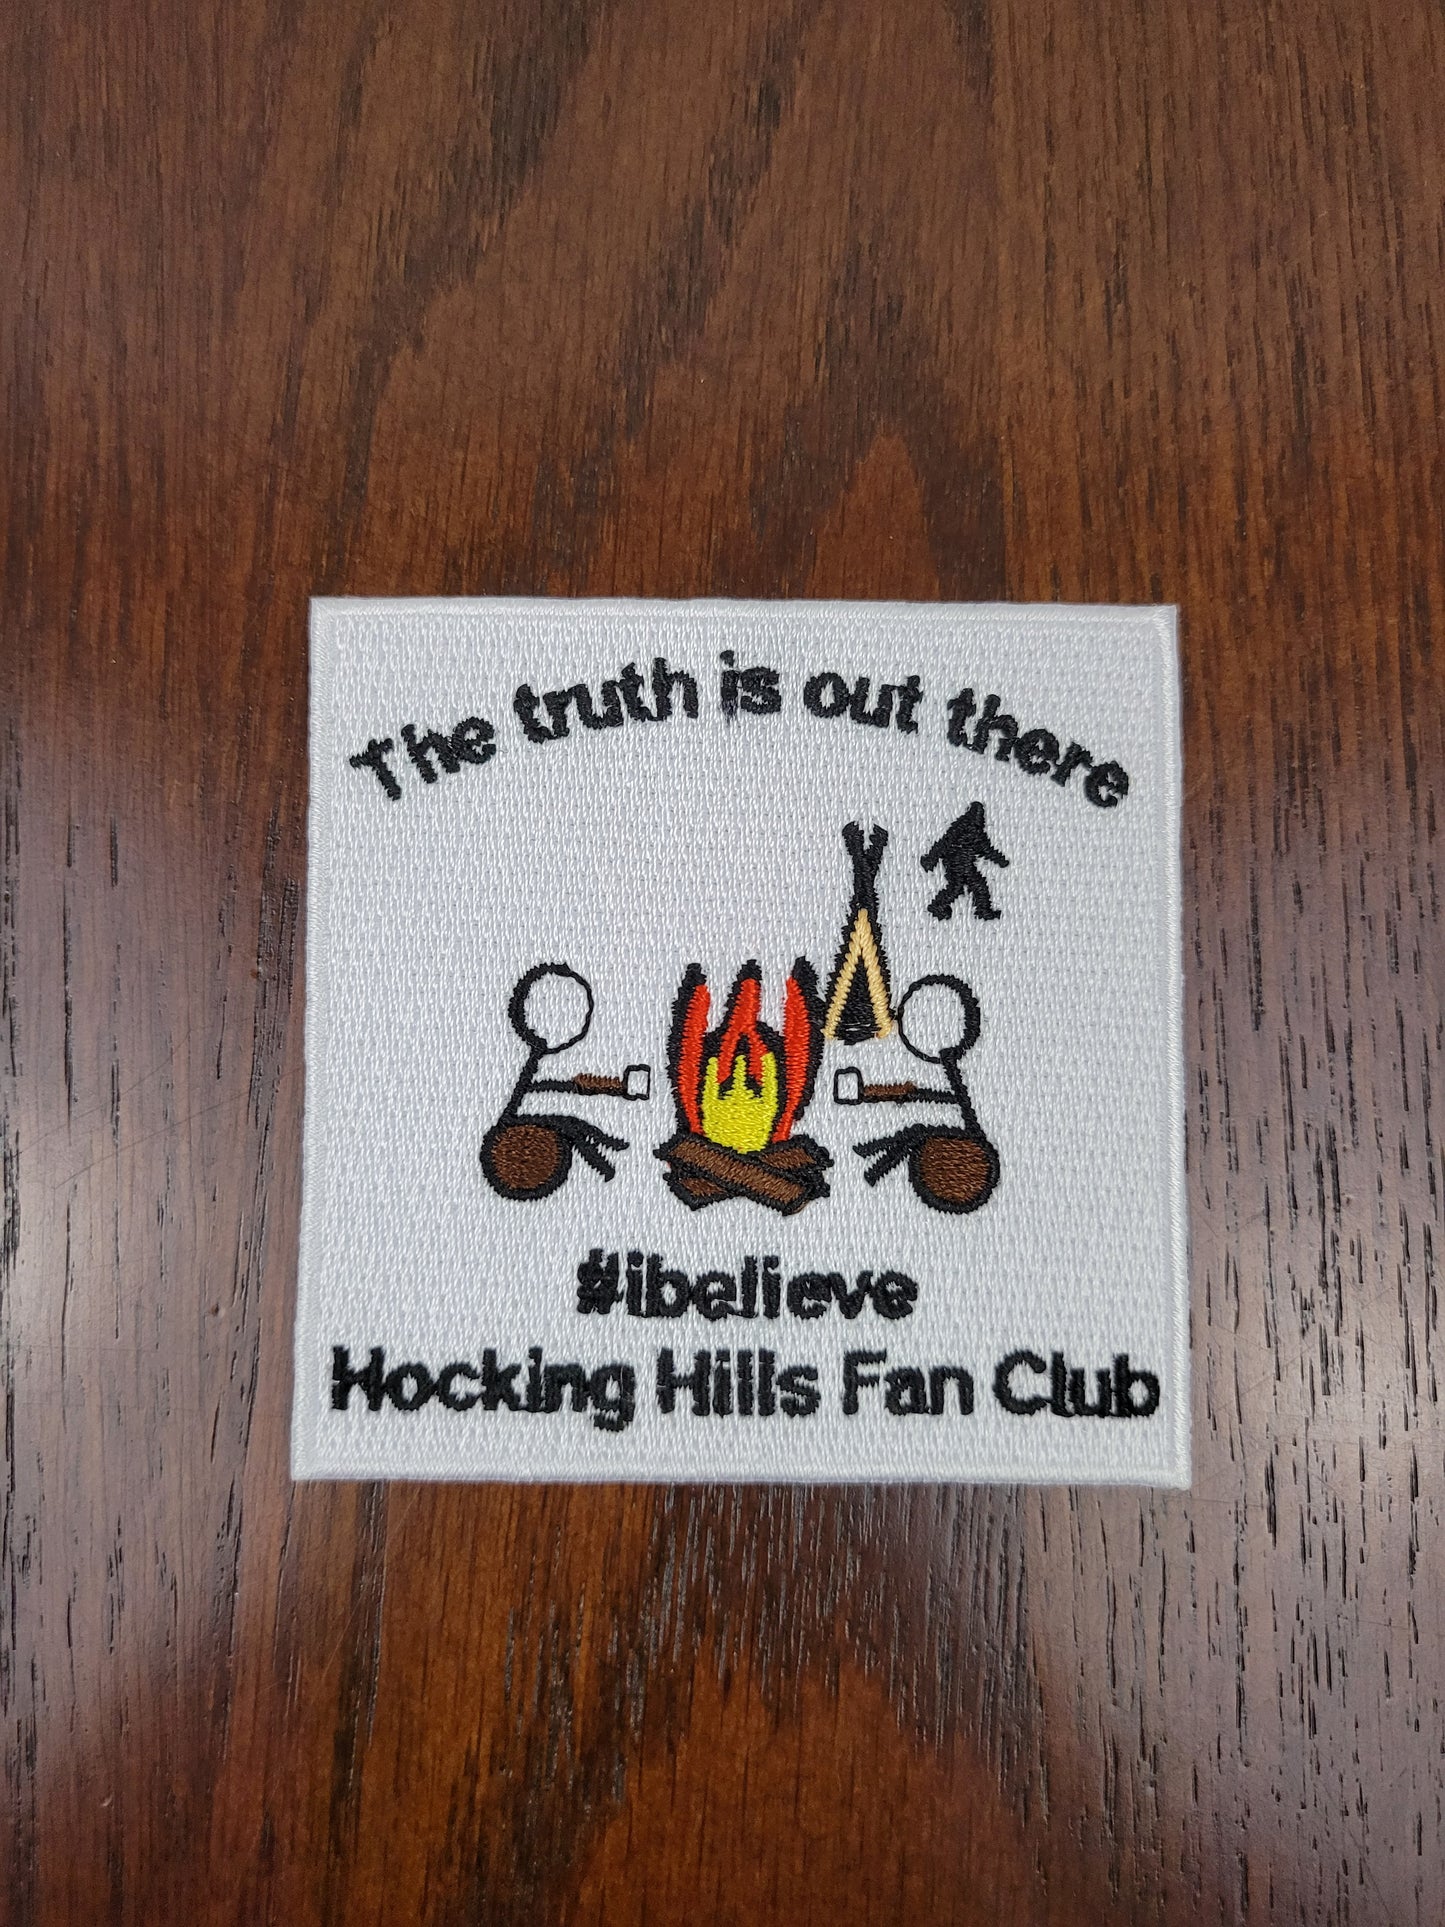 The truth is out there
#ibelieve
Hocking Hills Fan Club